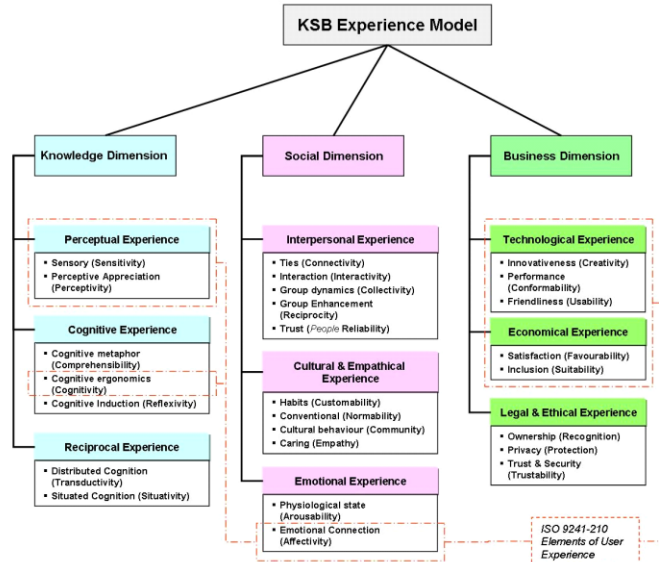 KSB Experience Model
Knowledge Dimension
Perceptual Experience
▪ Sensory (Sensitivity)
▪ Perceptive Appreciation
(Perceptivity)
Cognitive Experience
▪ Cognitive metaphor
(Comprehensibility)
▪ Cognitive ergonomics
(Cognitivity)
▪ Cognitive Induction (Reflexivity)
Reciprocal Experience
▪ Distributed Cognition
(Transductivity)
▪ Situated Cognition (Situativity)
Social Dimension
Interpersonal Experience
▪ Ties (Connectivity)
▪ Interaction (Interactivity)
▪ Group dynamics (Collectivity)
▪ Group Enhancement
(Reciprocity)
▪ Trust (People Reliability)
Cultural & Empathical
Experience
▪ Habits (Customability)
▪ Conventional (Normability)
▪ Cultural behaviour (Community)
▪ Caring (Empathy)
Emotional Experience
▪ Physiological state
(Arousability)
▪ Emotional Connection
(Affectivity)
Business Dimension
Technological Experience
▪ Innovativeness (Creativity)
▪ Performance
(Conformability)
▪ Friendliness (Usability)
Economical Experience
▪ Satisfaction (Favourability)
▪ Inclusion (Suitability)
Legal & Ethical Experience
▪ Ownership (Recognition)
▪ Privacy (Protection)
▪ Trust & Security
(Trustability)
ISO 9241-210
Elements of User
Experience